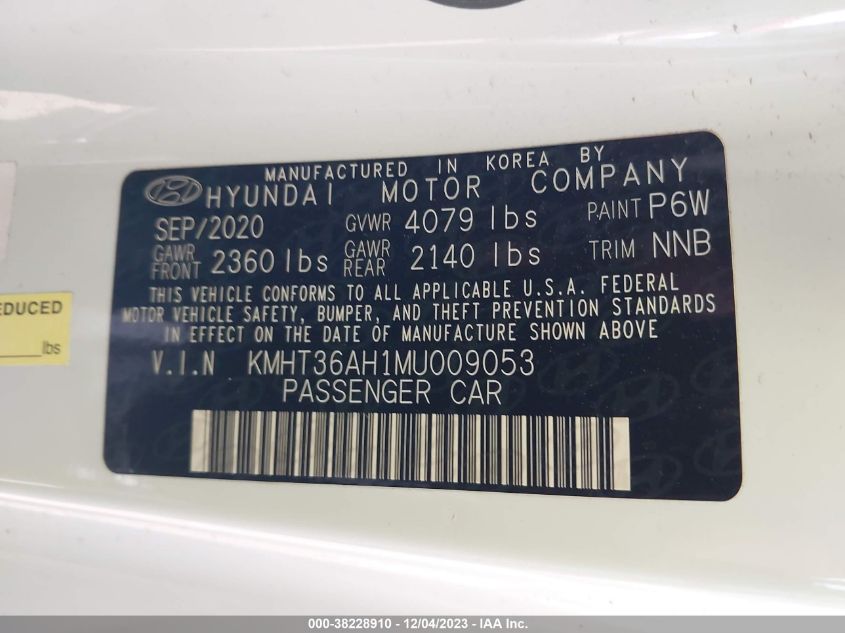 MANUFACTURED IN KOREA BY
HYUNDAI MOTOR COMPANY
SEP/2020 GVWR 4079 lbs PAINT P6W
GAWR FRONT 2360 lbs GAWR REAR 2140 lbs TRIM NNB
THIS VEHICLE CONFORMS TO ALL APPLICABLE U.S.A. FEDERAL
MOTOR VEHICLE SAFETY, BUMPER, AND THEFT PREVENTION STANDARDS
IN EFFECT ON THE DATE OF MANUFACTURE SHOWN ABOVE
V.I.N KMHT36AH1MU009053
PASSENGER CAR
EDUCED
lbs
000-38228910 - 12/04/2023 - IAA Inc.